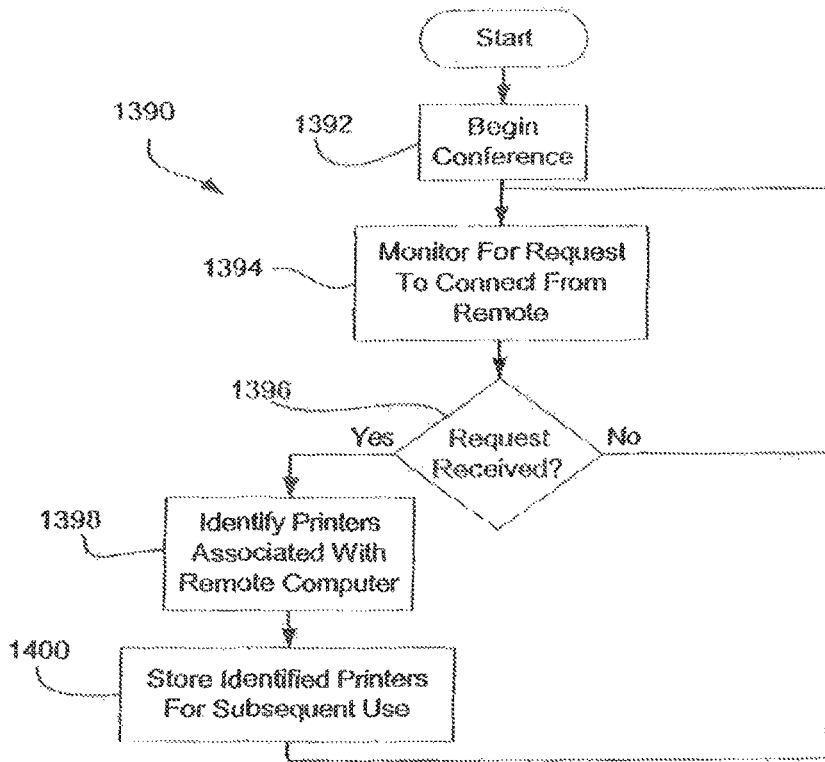 Start
1390
1392
Begin
Conference
1394
Monitor For Request
To Connect From
Remote
1396
Yes
Request
Received?
No
1398
Identify Printers
Associated With
Remote Computer
1400
Store Identified Printers
For Subsequent Use